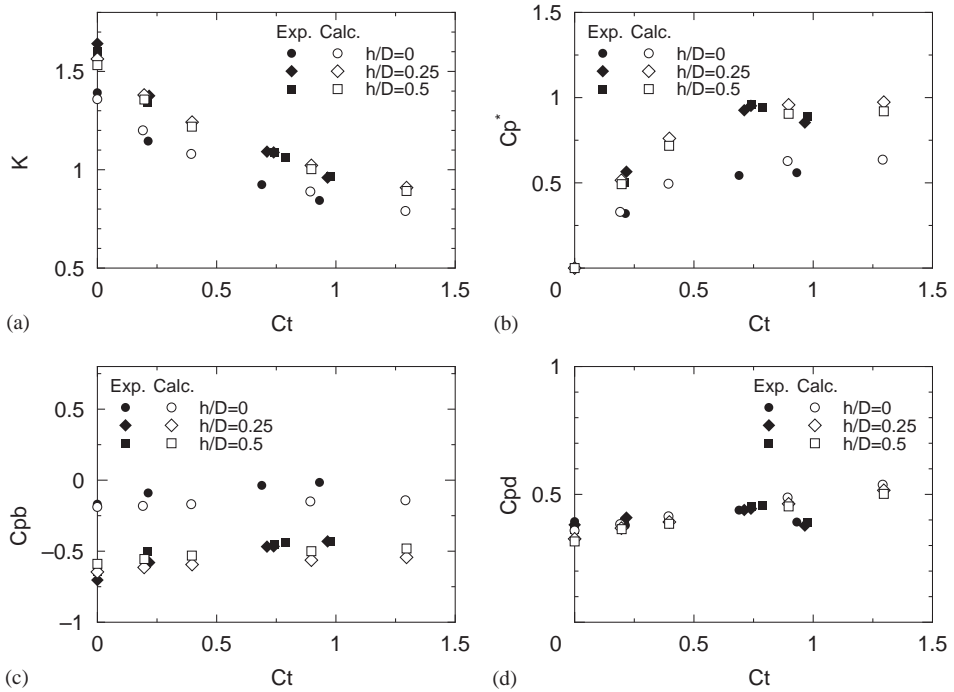 Exp. Calc.
h/D=0
h/D=0.25
h/D=0.5
1.5
1
0.5
K
0 0.5 1 1.5
(a) Ct
Exp. Calc.
h/D=0
h/D=0.25
h/D=0.5
1.5
1
0.5
0
Cp*
0 0.5 1 1.5
(b) Ct
Exp. Calc.
h/D=0
h/D=0.25
h/D=0.5
0.5
0
−0.5
−1
Cpb
0 0.5 1 1.5
(c) Ct
Exp. Calc.
h/D=0
h/D=0.25
h/D=0.5
1
0.5
0
Cpd
0 0.5 1 1.5
(d) Ct